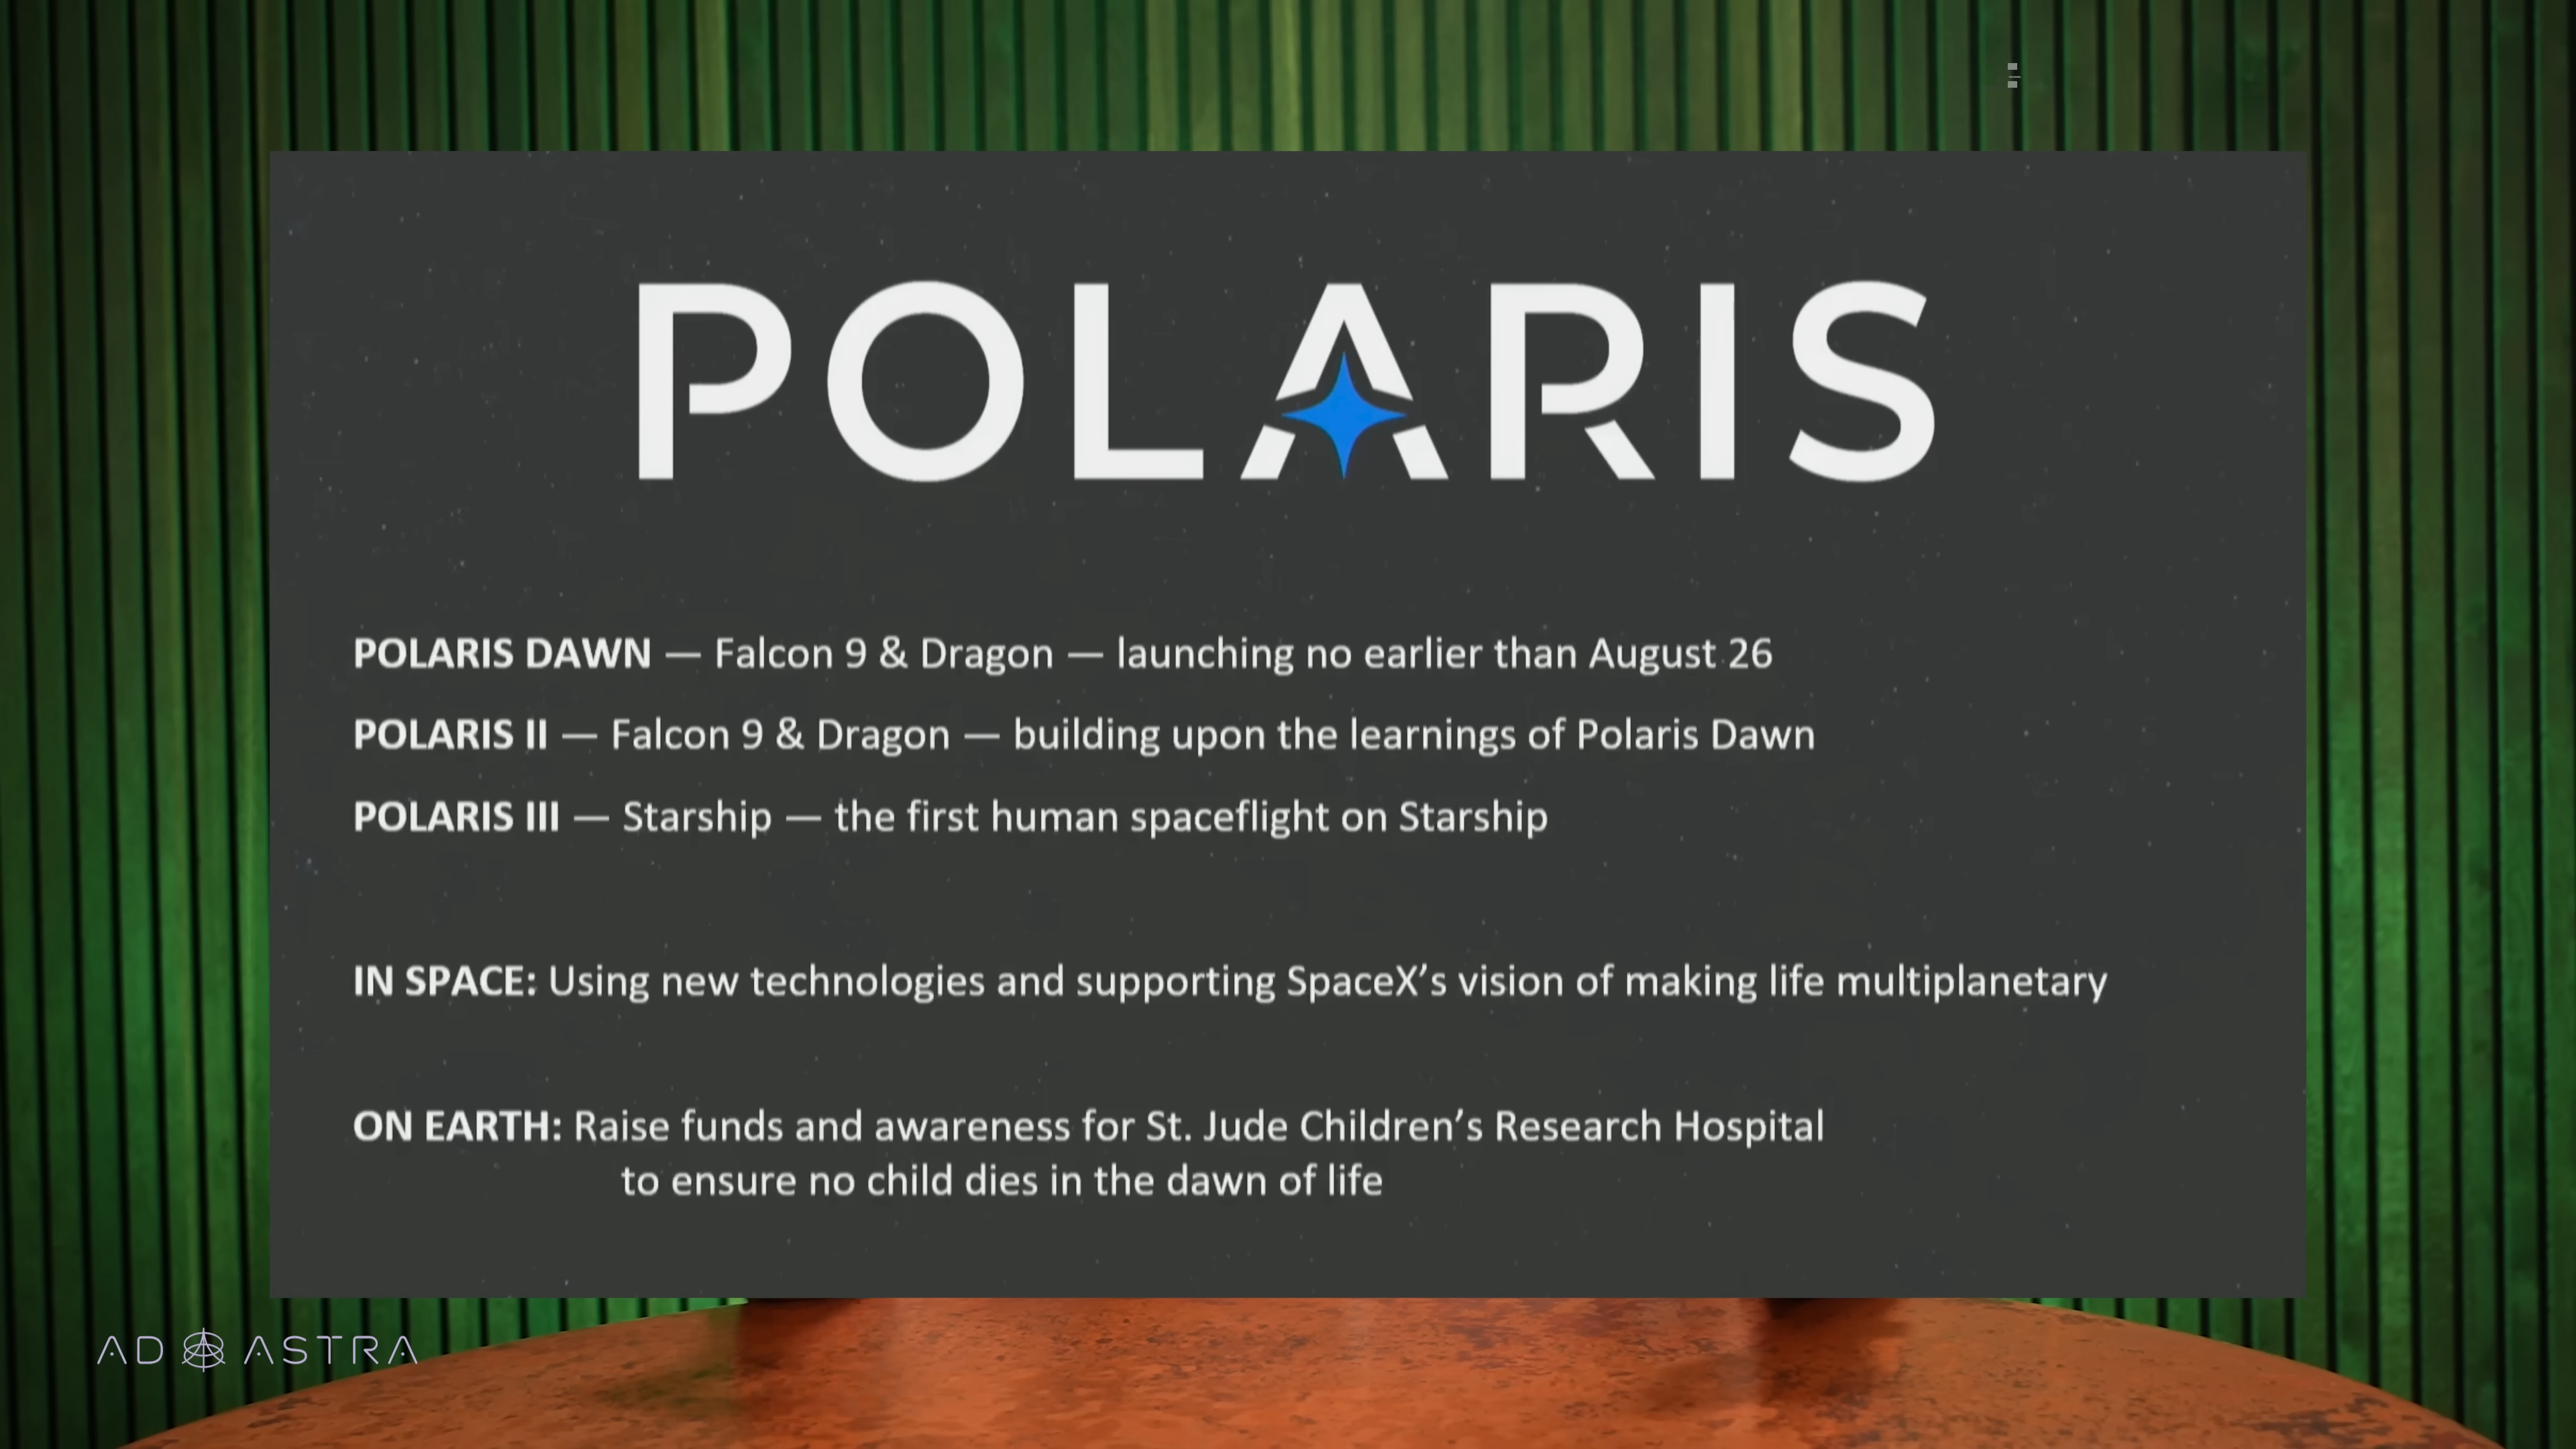 POLARIS
POLARIS DAWN — Falcon 9 & Dragon — launching no earlier than August 26
POLARIS II — Falcon 9 & Dragon — building upon the learnings of Polaris Dawn
POLARIS III — Starship — the first human spaceflight on Starship
IN SPACE: Using new technologies and supporting SpaceX’s vision of making life multiplanetary
ON EARTH: Raise funds and awareness for St. Jude Children’s Research Hospital
to ensure no child dies in the dawn of life
AD ASTRA